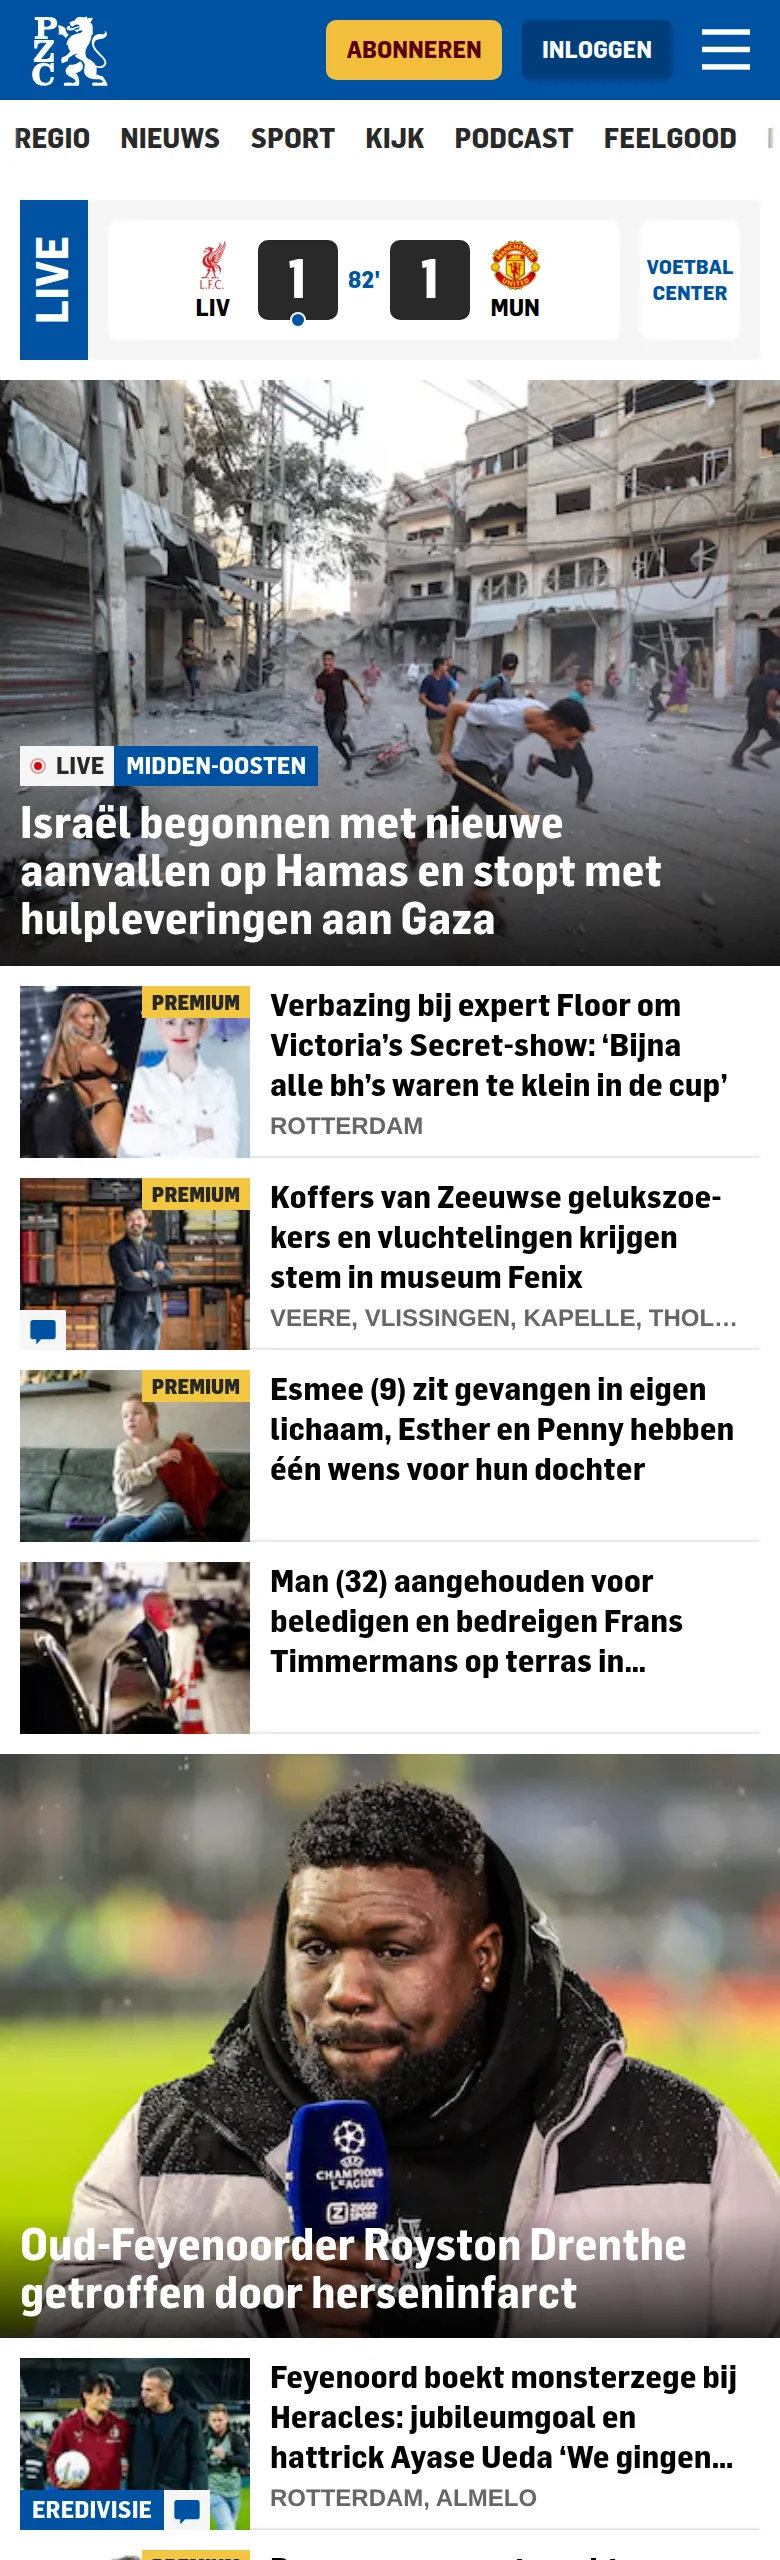 PZC
ABONNEREN
INLOGGEN
REGIO NIEUWS SPORT KIJK PODCAST FEELGOOD
LIVE
L.F.C.
LIV
1
82'
1
MANCHESTER
UNITED
MUN
VOETBAL
CENTER
LIVE MIDDEN-OOSTEN
Israël begonnen met nieuwe
aanvallen op Hamas en stopt met
hulpleveringen aan Gaza
PREMIUM
Verbazing bij expert Floor om
Victoria’s Secret-show: ‘Bijna
alle bh’s waren te klein in de cup’
ROTTERDAM
PREMIUM
Koffers van Zeeuwse gelukszoe-
kers en vluchtelingen krijgen
stem in museum Fenix
VEERE, VLISSINGEN, KAPELLE, THOL...
PREMIUM
Esmee (9) zit gevangen in eigen
lichaam, Esther en Penny hebben
één wens voor hun dochter
Man (32) aangehouden voor
beledigen en bedreigen Frans
Timmermans op terras in...
UEFA
CHAMPIONS
LEAGUE
ZIGGO
SPORT
Oud-Feyenoorder Royston Drenthe
getroffen door herseninfarct
EREDIVISIE
Feyenoord boekt monsterzege bij
Heracles: jubileumgoal en
hattrick Ayase Ueda ‘We gingen...
ROTTERDAM, ALMELO
PREMIUM